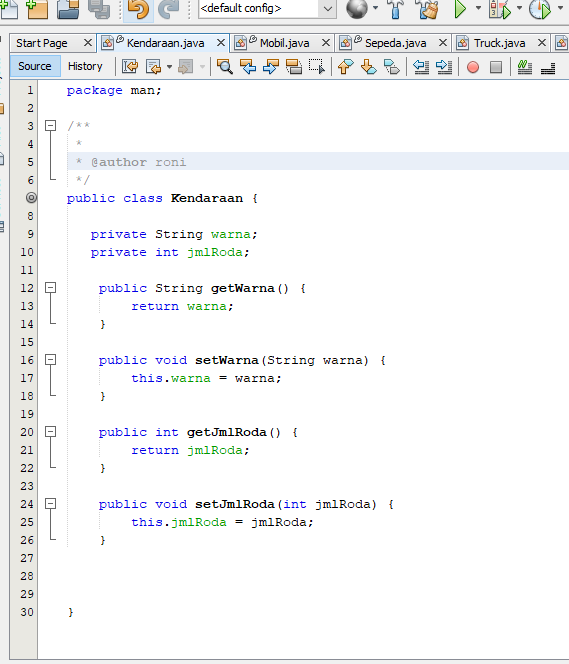 <default config>
Start Page
Kendaraan.java
Mobil.java
Sepeda.java
Truck.java
Source
History
1 package man;
2
3 /**
4 *
5 * @author roni
6 */
public class Kendaraan {
8
9 private String warna;
10 private int jmlRoda;
11
12 public String getWarna() {
13 return warna;
14 }
15
16 public void setWarna(String warna) {
17 this.warna = warna;
18 }
19
20 public int getJmlRoda() {
21 return jmlRoda;
22 }
23
24 public void setJmlRoda(int jmlRoda) {
25 this.jmlRoda = jmlRoda;
26 }
27
28
29
30 }